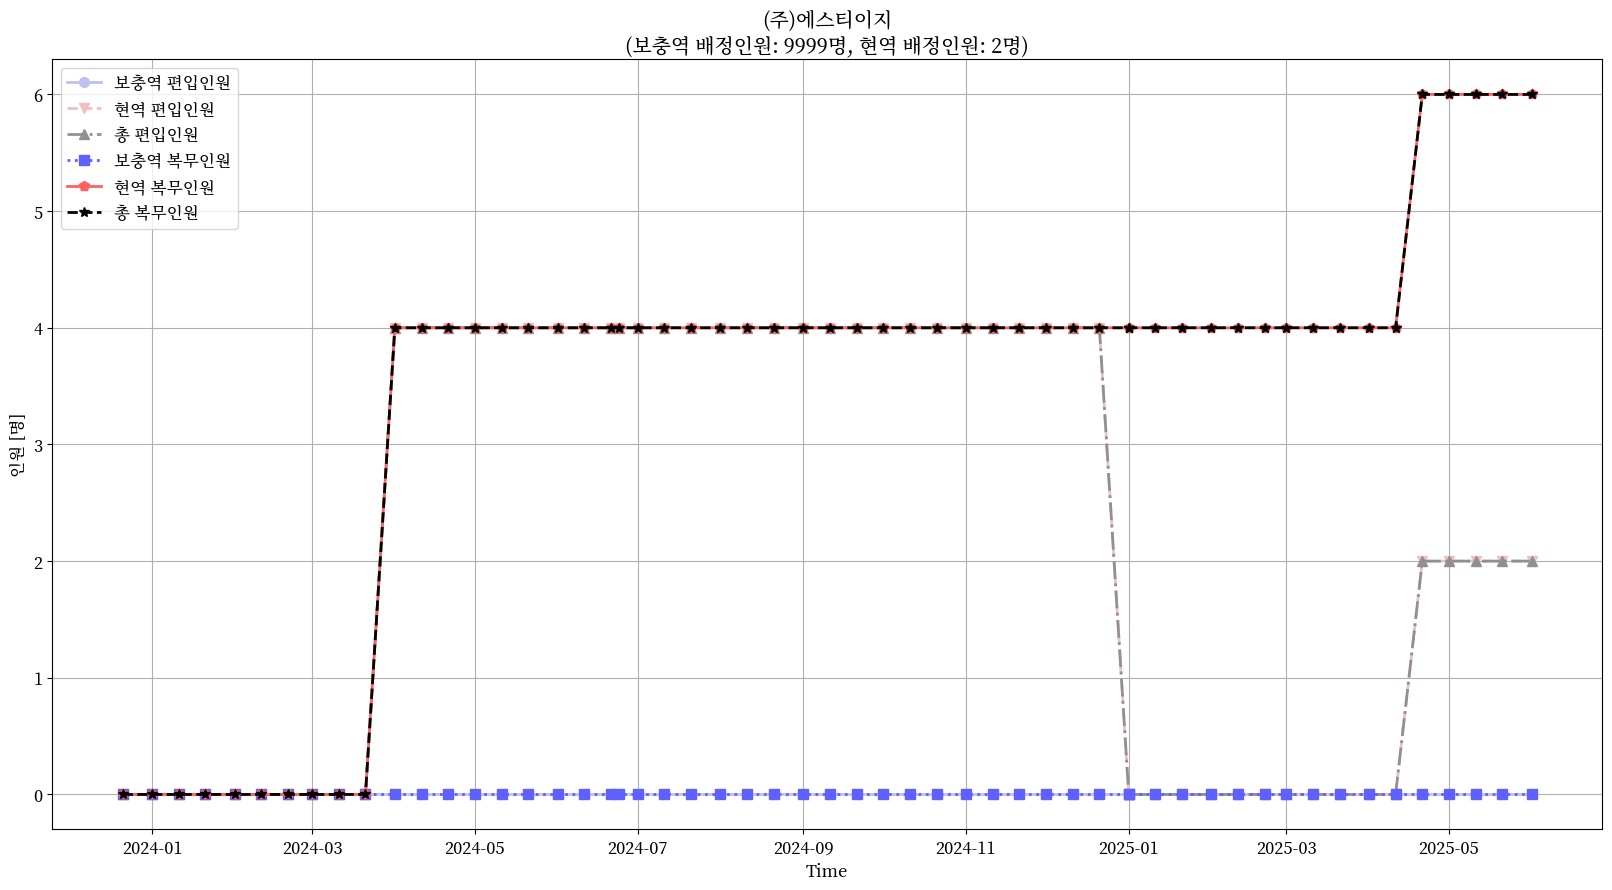 (주)에스티이지
(보충역 배정인원: 9999명, 현역 배정인원: 2명)
보충역 편입인원
현역 편입인원
총 편입인원
보충역 복무인원
현역 복무인원
총 복무인원
인원 [명]
6
5
4
3
2
1
0
2024-01 2024-03 2024-05 2024-07 2024-09 2024-11 2025-01 2025-03 2025-05
Time